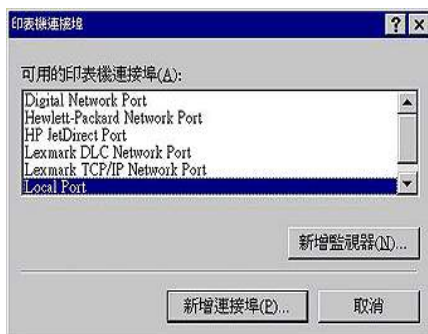 印表機連接埠
可用的印表機連接埠(A):
Digital Network Port
Hewlett-Packard Network Port
HP JetDirect Port
Lexmark DLC Network Port
Lexmark TCP/IP Network Port
Local Port
新增監視器(N)...
新增連接埠(P)...
取消